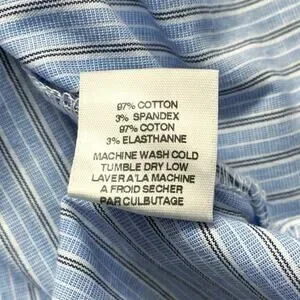 97% COTTON
3% SPANDEX
97% COTON
3% ELASTHANNE
MACHINE WASH COLD
TUMBLE DRY LOW
LAVER A'LA MACHINE
A FROID SECHER
PAR CULBUTAGE